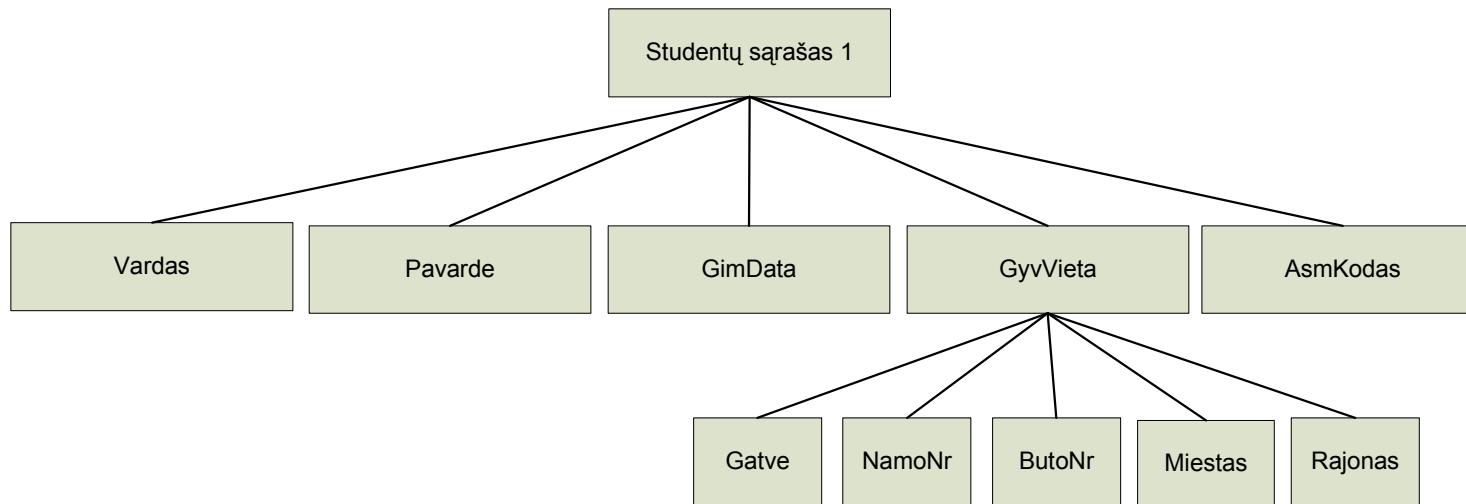 Studentų sąrašas 1
Vardas
Pavarde
GimData
GyvVieta
AsmKodas
Gatve
NamoNr
ButoNr
Miestas
Rajonas